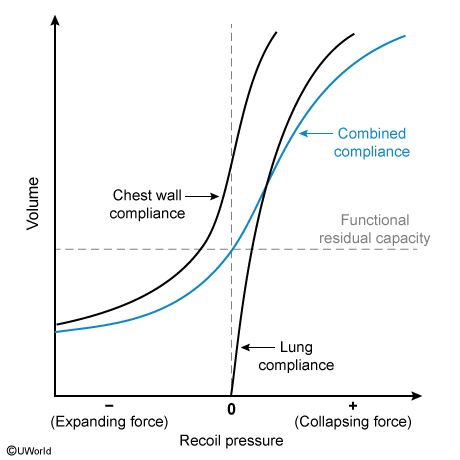 Combined
compliance
Chest wall
compliance
Volume
Functional
residual capacity
Lung
compliance
−
0
+
(Expanding force)
(Collapsing force)
Recoil pressure
©UWorld